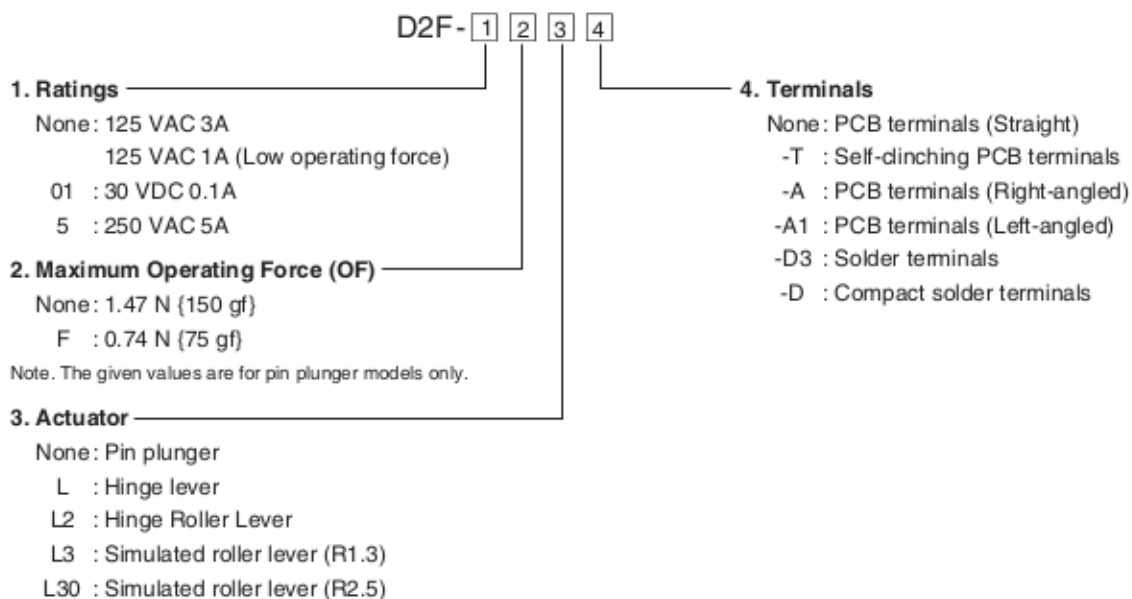 D2F- 1 2 3 4
1. Ratings
None: 125 VAC 3A
125 VAC 1A (Low operating force)
01 : 30 VDC 0.1A
5 : 250 VAC 5A
2. Maximum Operating Force (OF)
None: 1.47 N {150 gf}
F : 0.74 N {75 gf}
Note. The given values are for pin plunger models only.
3. Actuator
None: Pin plunger
L : Hinge lever
L2 : Hinge Roller Lever
L3 : Simulated roller lever (R1.3)
L30 : Simulated roller lever (R2.5)
4. Terminals
None: PCB terminals (Straight)
-T : Self-clinching PCB terminals
-A : PCB terminals (Right-angled)
-A1 : PCB terminals (Left-angled)
-D3 : Solder terminals
-D : Compact solder terminals